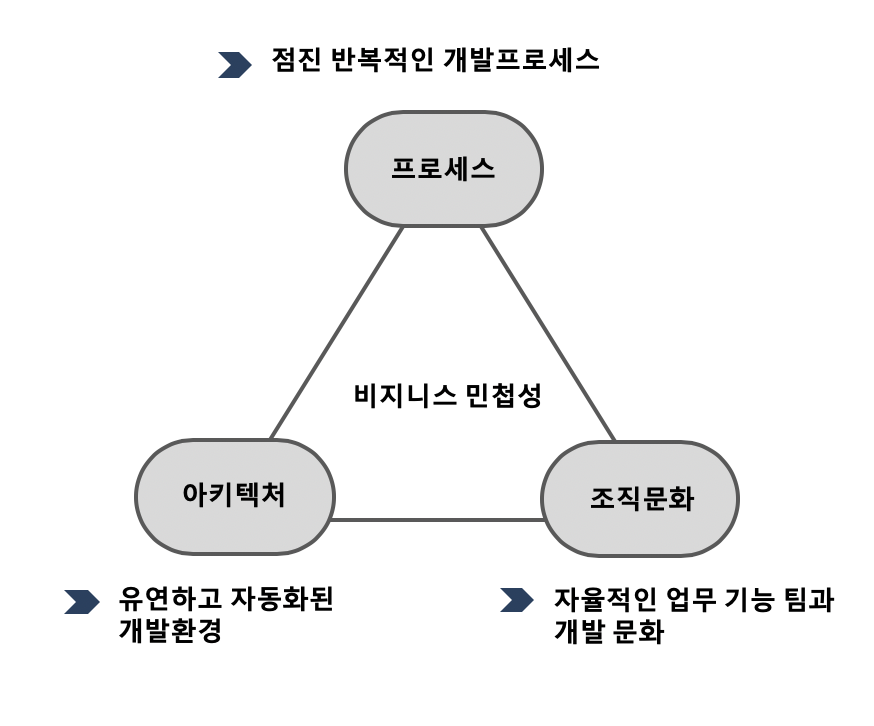 점진 반복적인 개발프로세스
프로세스
비지니스 민첩성
아키텍처
조직문화
유연하고 자동화된
개발환경
자율적인 업무 기능 팀과
개발 문화